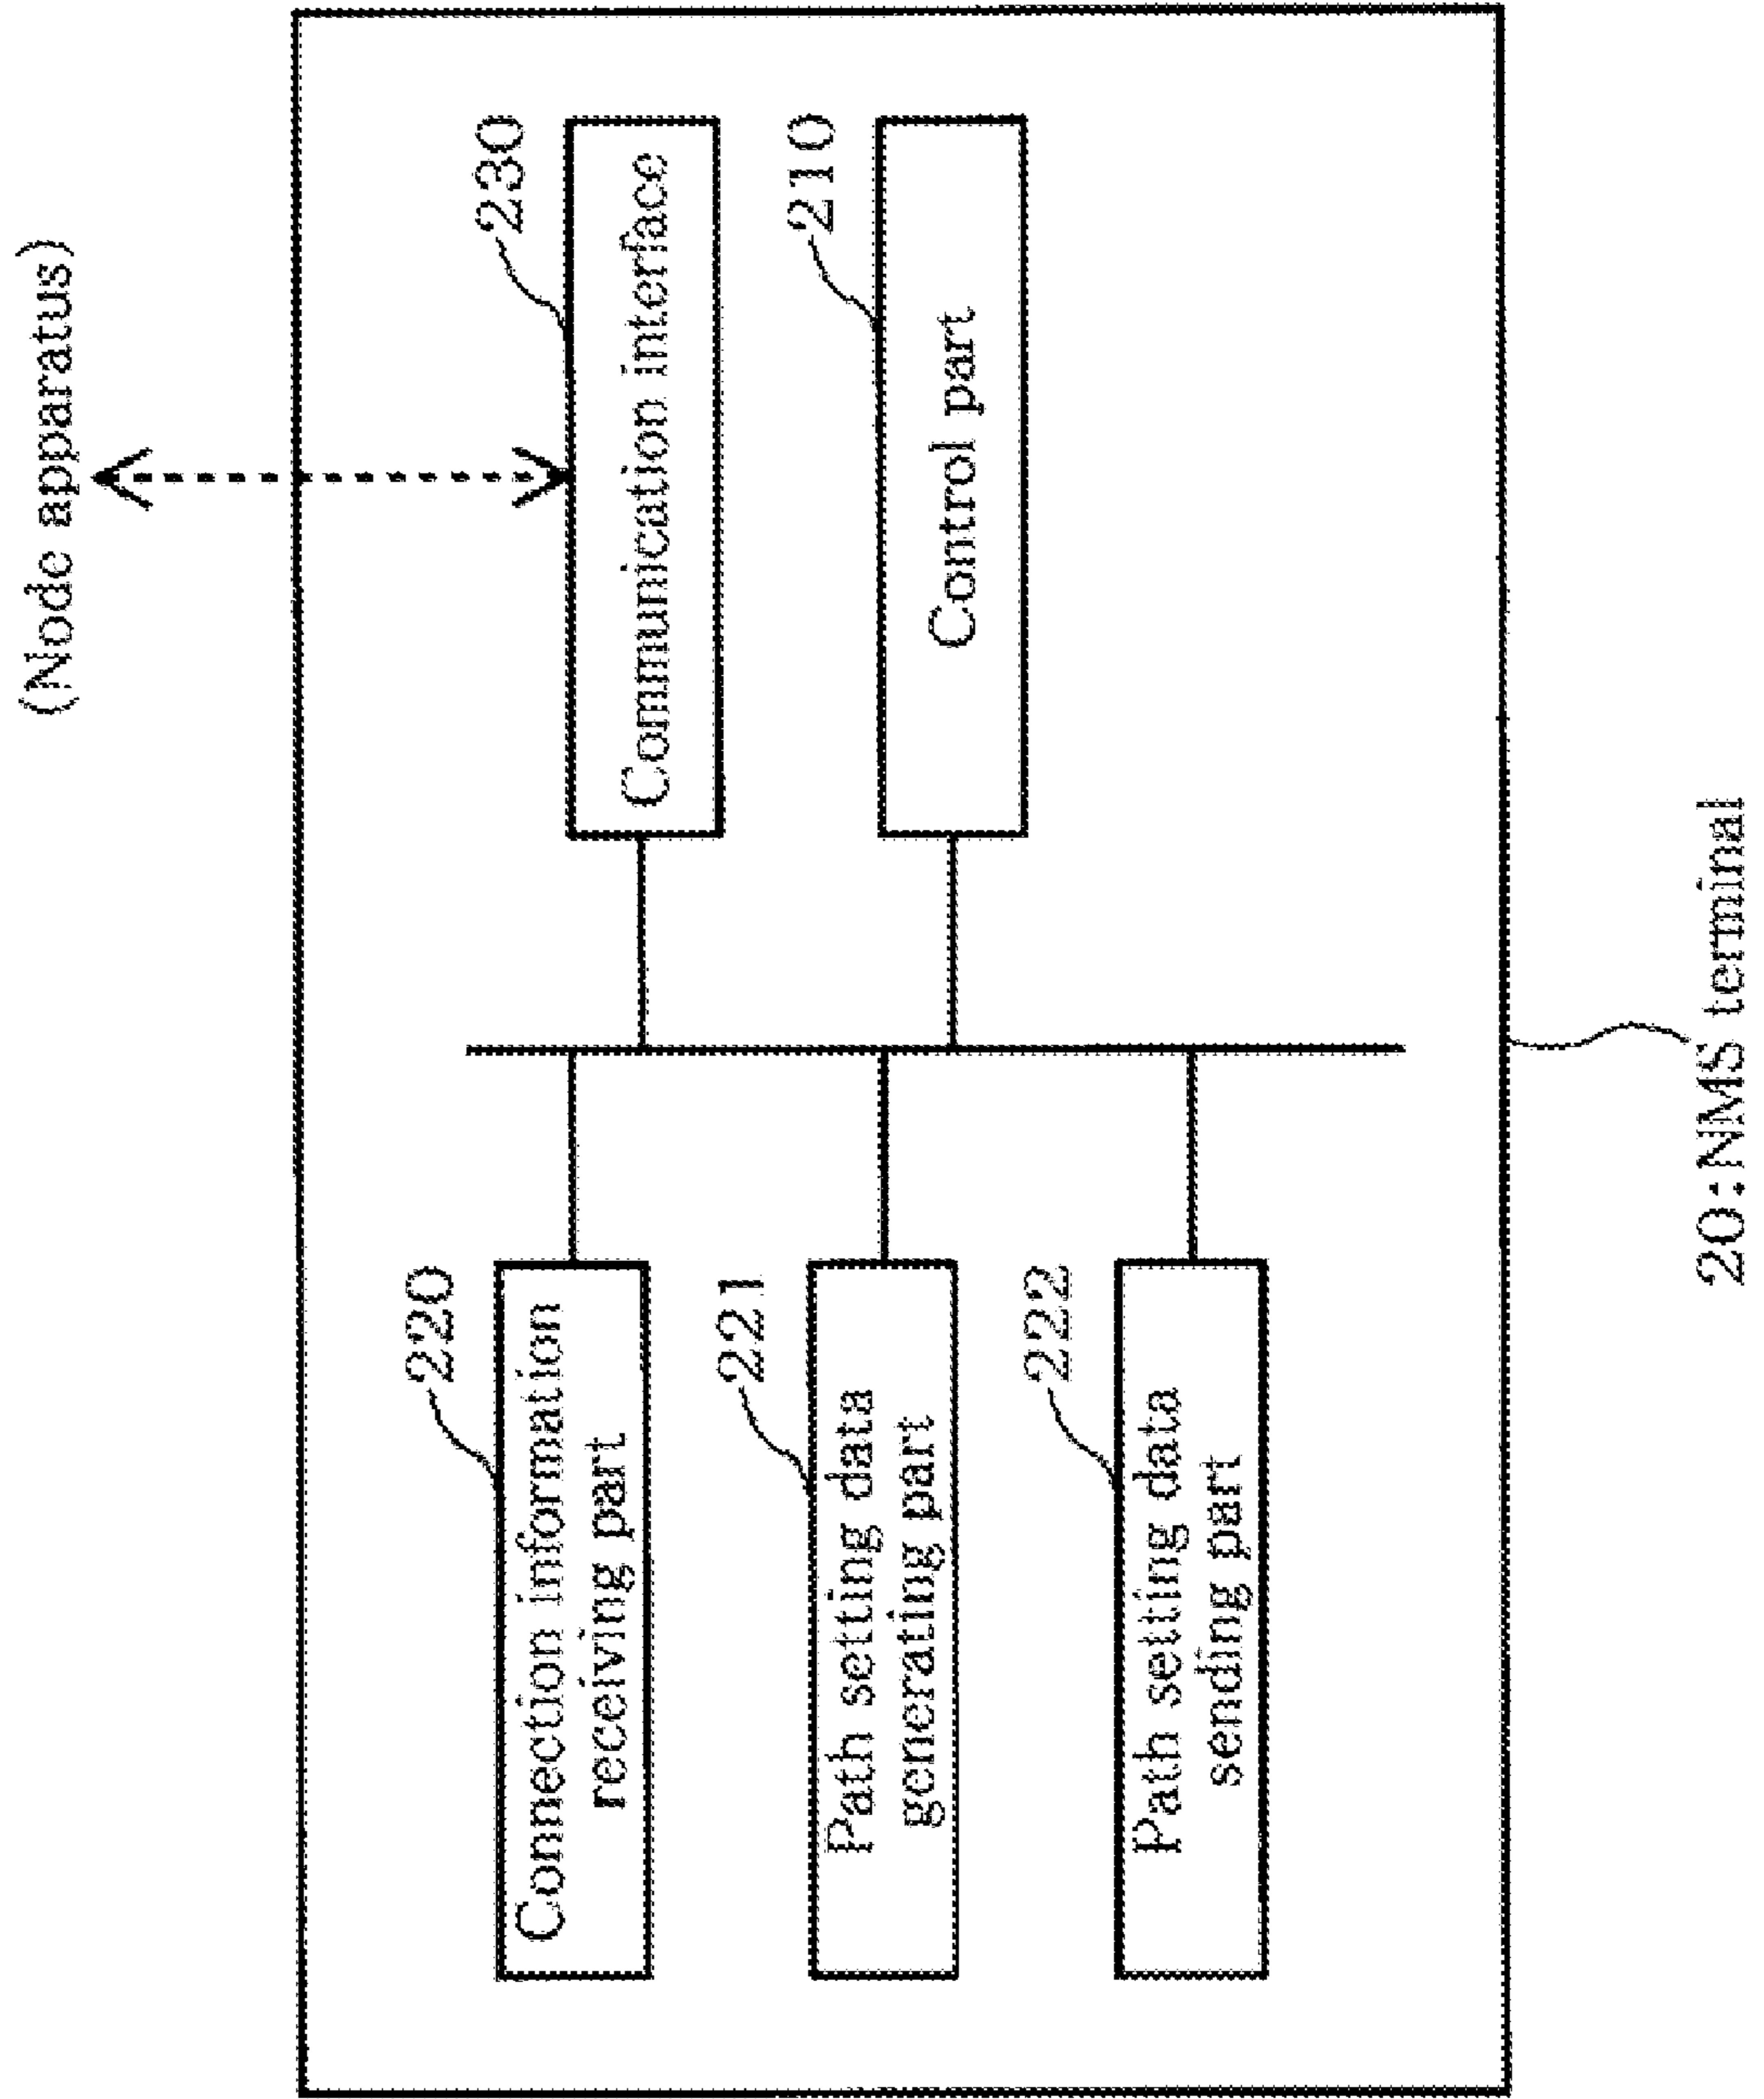 (Node apparatus)
220
Connection information
receiving part
230
Communication interface
221
Path setting data
generating part
210
Control part
222
Path setting data
sending part
20:NMS terminal